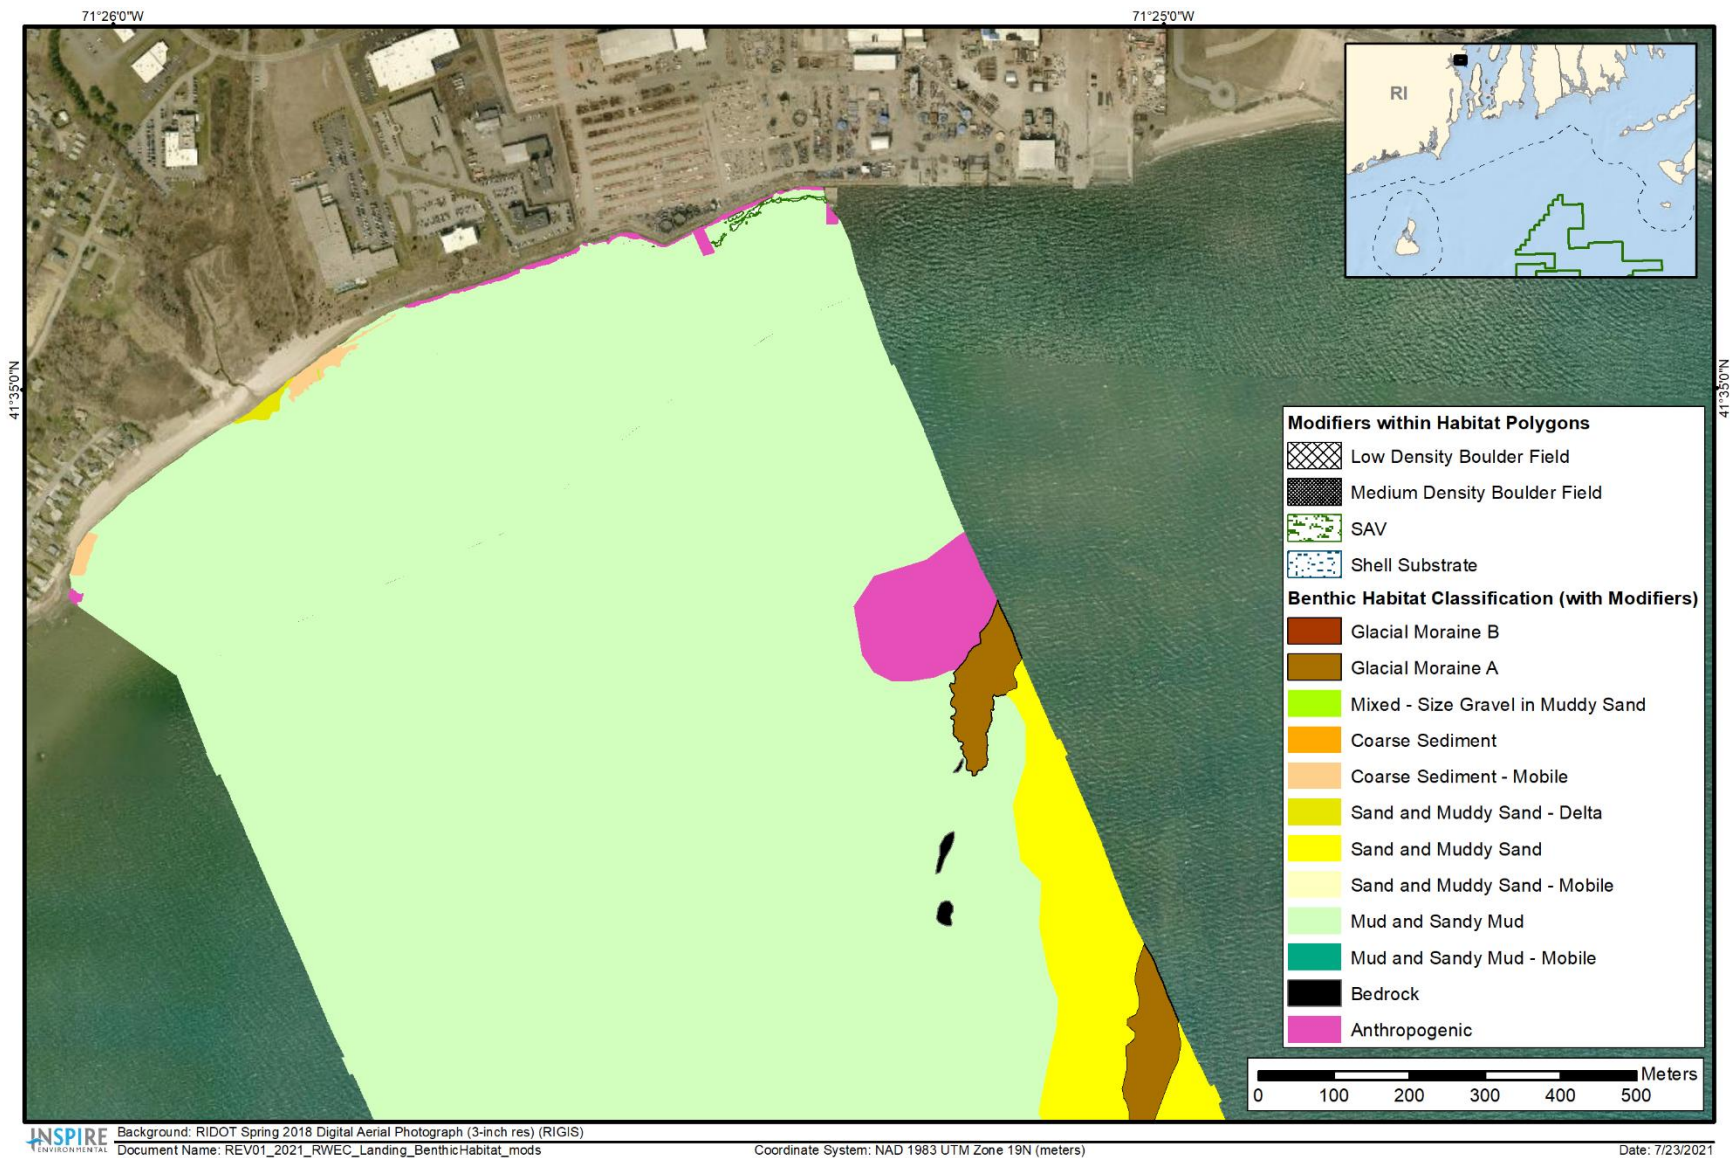 71°26'0"W
71°25'0"W
RI
41°35'0"N
41°35'0"N
Modifiers within Habitat Polygons
Low Density Boulder Field
Medium Density Boulder Field
SAV
Shell Substrate
Benthic Habitat Classification (with Modifiers)
Glacial Moraine B
Glacial Moraine A
Mixed - Size Gravel in Muddy Sand
Coarse Sediment
Coarse Sediment - Mobile
Sand and Muddy Sand - Delta
Sand and Muddy Sand
Sand and Muddy Sand - Mobile
Mud and Sandy Mud
Mud and Sandy Mud - Mobile
Bedrock
Anthropogenic
Meters
0 100 200 300 400 500
INSPIRE
ENVIRONMENTAL
Background: RIDOT Spring 2018 Digital Aerial Photograph (3-inch res) (RIGIS)
Document Name: REV01_2021_RWEC_Landing_BenthicHabitat_mods
Coordinate System: NAD 1983 UTM Zone 19N (meters)
Date: 7/23/2021